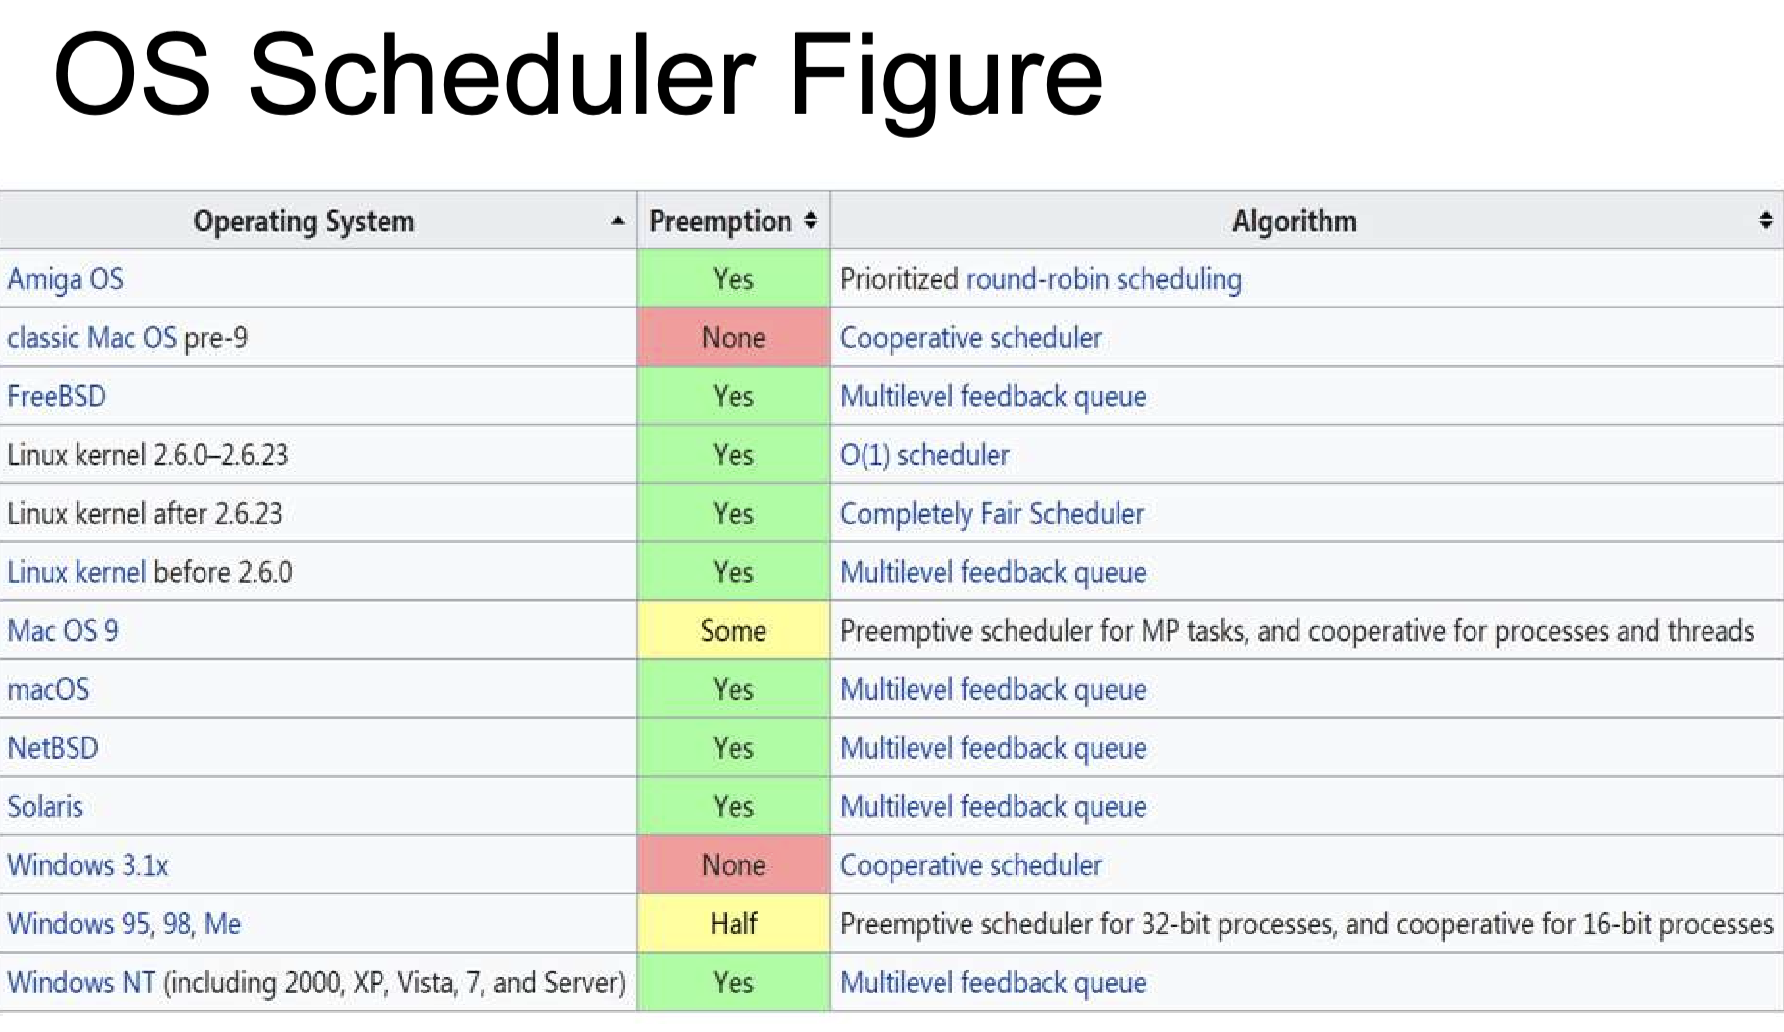 OS Scheduler Figure
Operating System Preemption Algorithm
Amiga OS Yes Prioritized round-robin scheduling
classic Mac OS pre-9 None Cooperative scheduler
FreeBSD Yes Multilevel feedback queue
Linux kernel 2.6.0–2.6.23 Yes O(1) scheduler
Linux kernel after 2.6.23 Yes Completely Fair Scheduler
Linux kernel before 2.6.0 Yes Multilevel feedback queue
Mac OS 9 Some Preemptive scheduler for MP tasks, and cooperative for processes and threads
macOS Yes Multilevel feedback queue
NetBSD Yes Multilevel feedback queue
Solaris Yes Multilevel feedback queue
Windows 3.1x None Cooperative scheduler
Windows 95, 98, Me Half Preemptive scheduler for 32-bit processes, and cooperative for 16-bit processes
Windows NT (including 2000, XP, Vista, 7, and Server) Yes Multilevel feedback queue